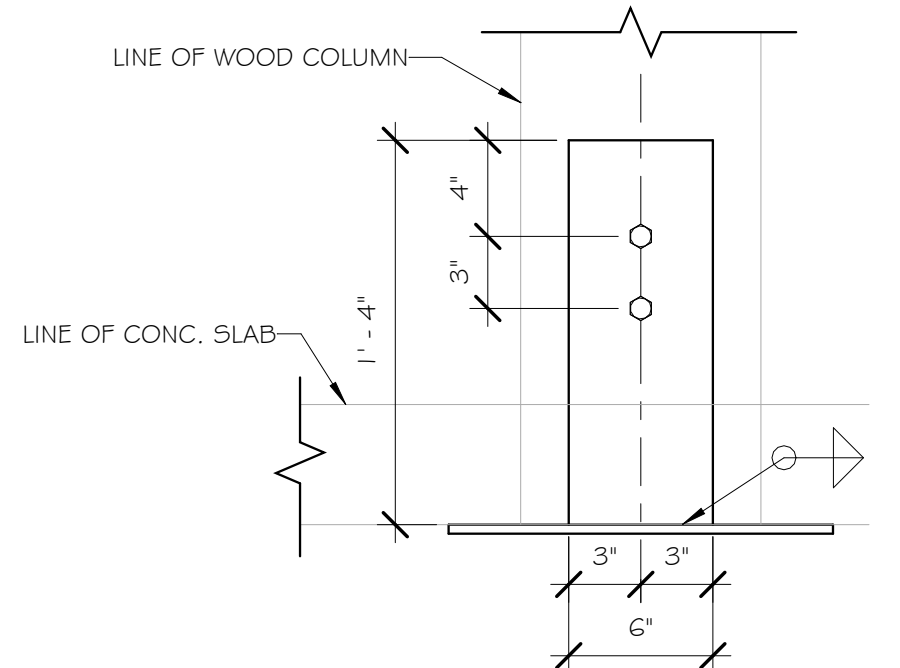 LINE OF WOOD COLUMN
4"
3"
1' - 4"
LINE OF CONC. SLAB
3"
3"
6"